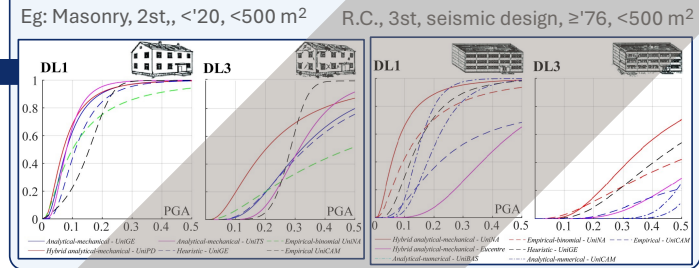 Eg: Masonry, 2st,, <'20, <500 m²
R.C., 3st, seismic design, ≥'76, <500 m²
DL1
DL3
DL1
DL3
1
0.8
0.6
0.4
0.2
0
PGA
PGA
PGA
PGA
0 0.1 0.2 0.3 0.4 0.5
0.1 0.2 0.3 0.4 0.5
0 0.1 0.2 0.3 0.4 0.5
0.1 0.2 0.3 0.4 0.5
Analytical-mechanical - UniGE
Analytical-mechanical - UniTS
Empirical-binomial UniNA
Hybrid analytical-mechanical - UniPD
Heuristic - UniGE
Empirical UniCAM
Hybrid analytical-mechanical - UniNA
Empirical-binomial - UniNA
Empirical - UniCAM
Hybrid analytical-mechanical - Eucentre
Heuristic - UniGE
Analytical-numerical - UniBAS
Analytical-numerical - UniCAM